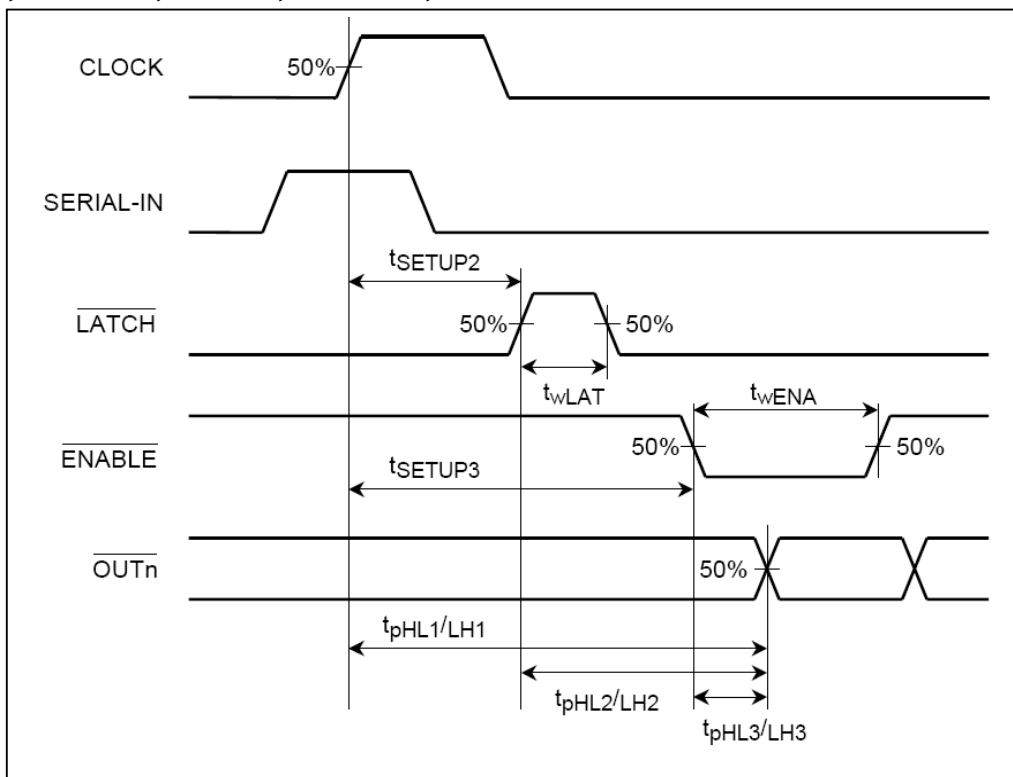 CLOCK
50%
SERIAL-IN
tSETUP2
LATCH
50%
50%
twLAT
twENA
ENABLE
50%
50%
tSETUP3
OUTn
50%
tpHL1/LH1
tpHL2/LH2
tpHL3/LH3